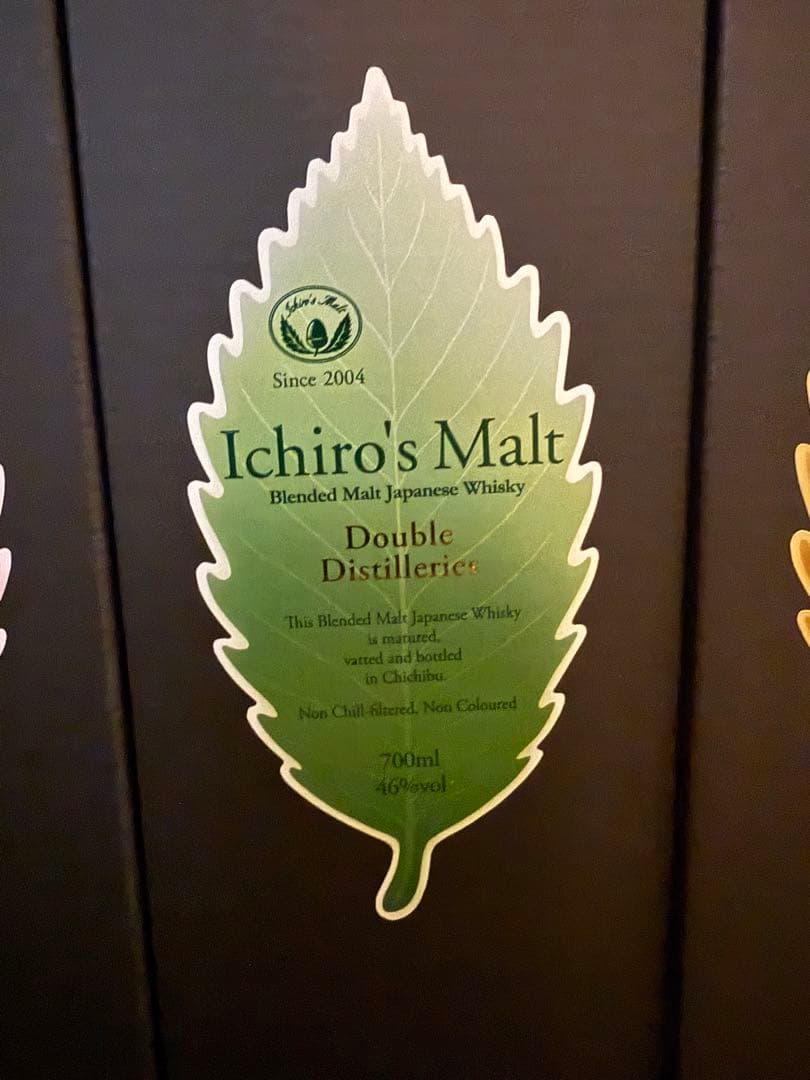 Ichiro's Malt
Since 2004
Ichiro's Malt
Blended Malt Japanese Whisky
Double
Distilleries
This Blended Malt Japanese Whisky
is matured,
vatted and bottled
in Chichibu.
Non Chill-filtered, Non Coloured
700ml
46%vol